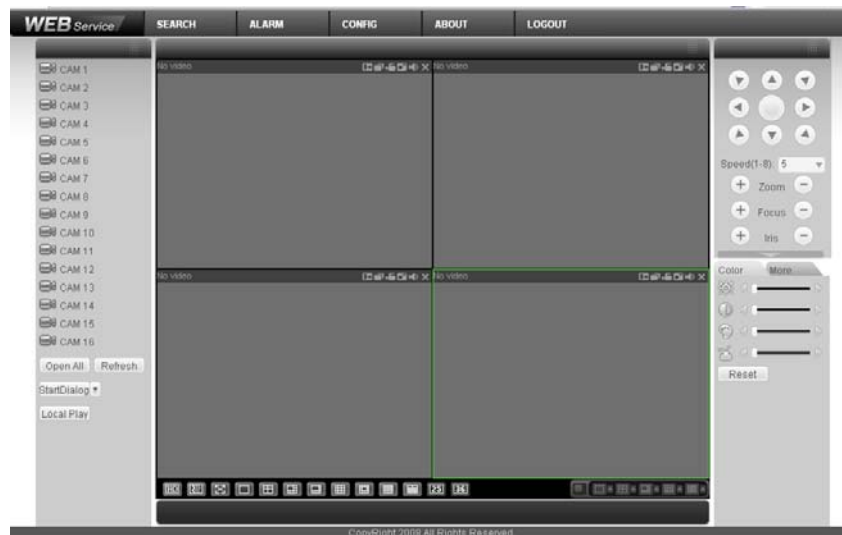 WEB Service SEARCH ALARM CONFIG ABOUT LOGOUT
CAM 1
CAM 2
CAM 3
CAM 4
CAM 5
CAM 6
CAM 7
CAM 8
CAM 9
CAM 10
CAM 11
CAM 12
CAM 13
CAM 14
CAM 15
CAM 16
Open All Refresh
StartDialog
Local Play
No video
No video
No video
No video
25 36
Speed(1-8): 5
Zoom
Focus
Iris
Color More
Reset
CopyRight 2008 All Rights Reserved